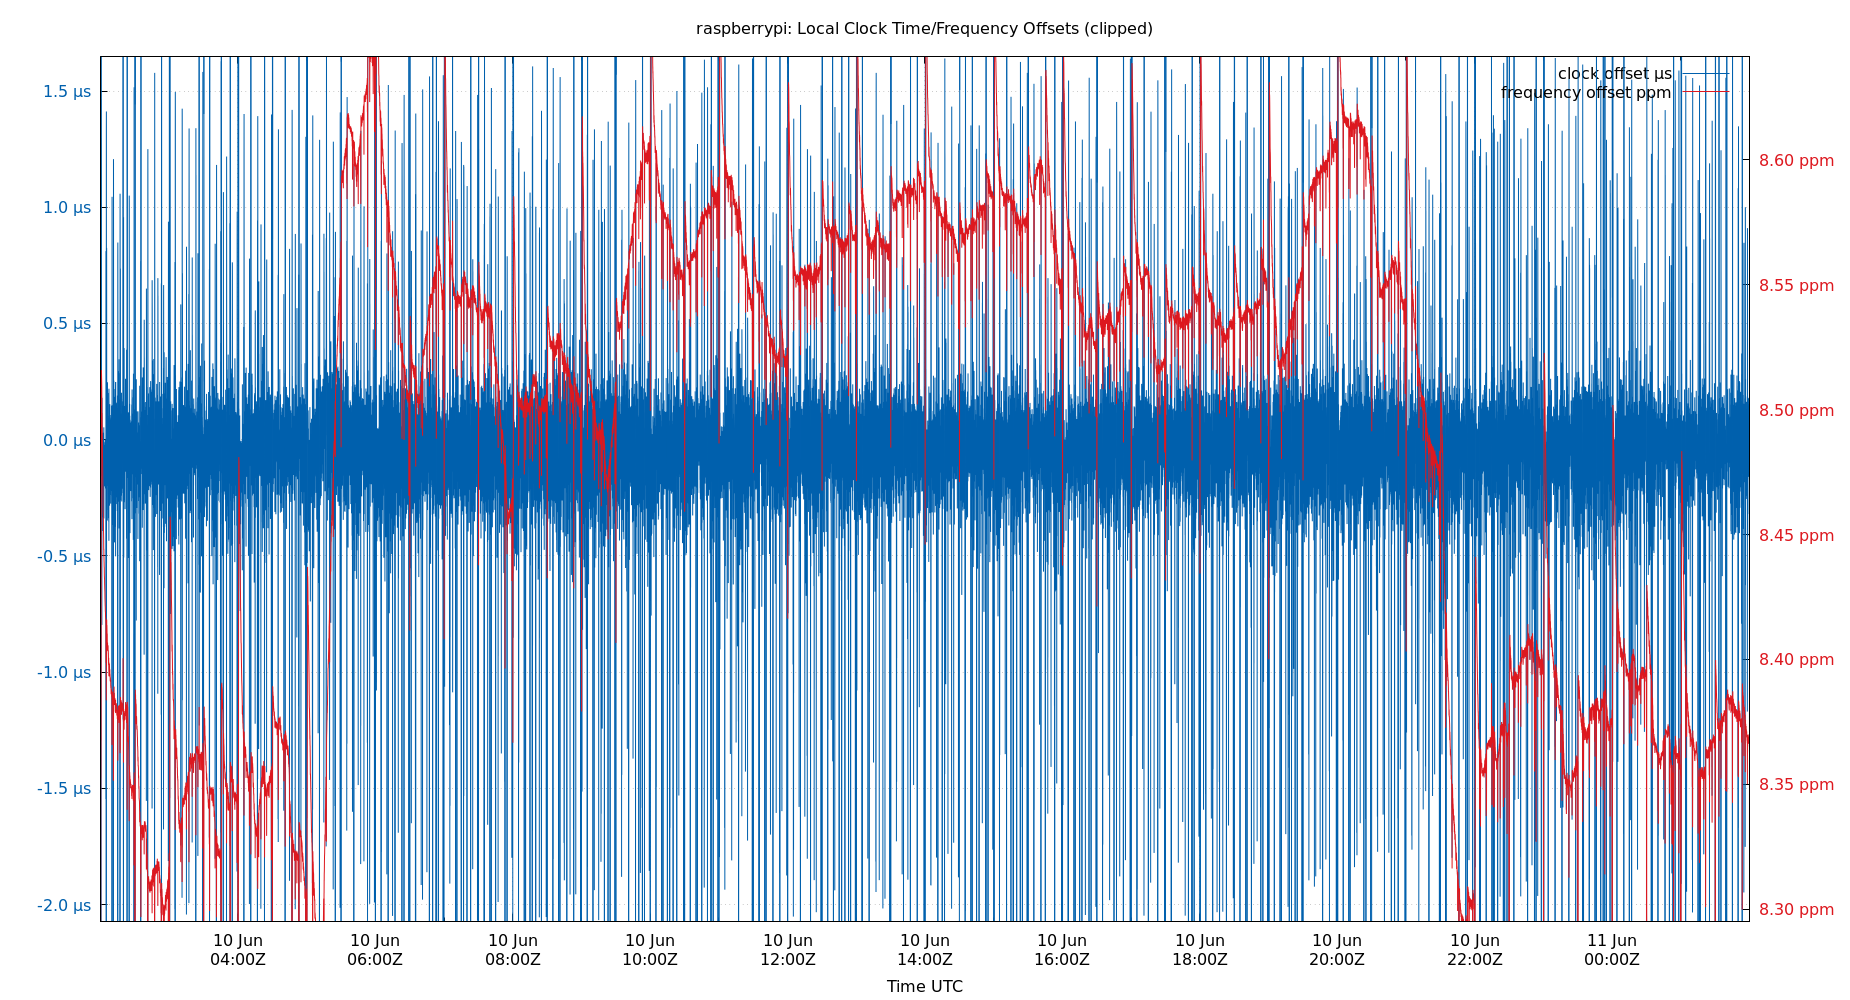 raspberrypi: Local Clock Time/Frequency Offsets (clipped)
clock offset µs
frequency offset ppm
1.5 µs
1.0 µs
0.5 µs
0.0 µs
-0.5 µs
-1.0 µs
-1.5 µs
-2.0 µs
8.60 ppm
8.55 ppm
8.50 ppm
8.45 ppm
8.40 ppm
8.35 ppm
8.30 ppm
10 Jun 10 Jun 10 Jun 10 Jun 10 Jun 10 Jun 10 Jun 10 Jun 10 Jun 10 Jun 11 Jun
04:00Z 06:00Z 08:00Z 10:00Z 12:00Z 14:00Z 16:00Z 18:00Z 20:00Z 22:00Z 00:00Z
Time UTC